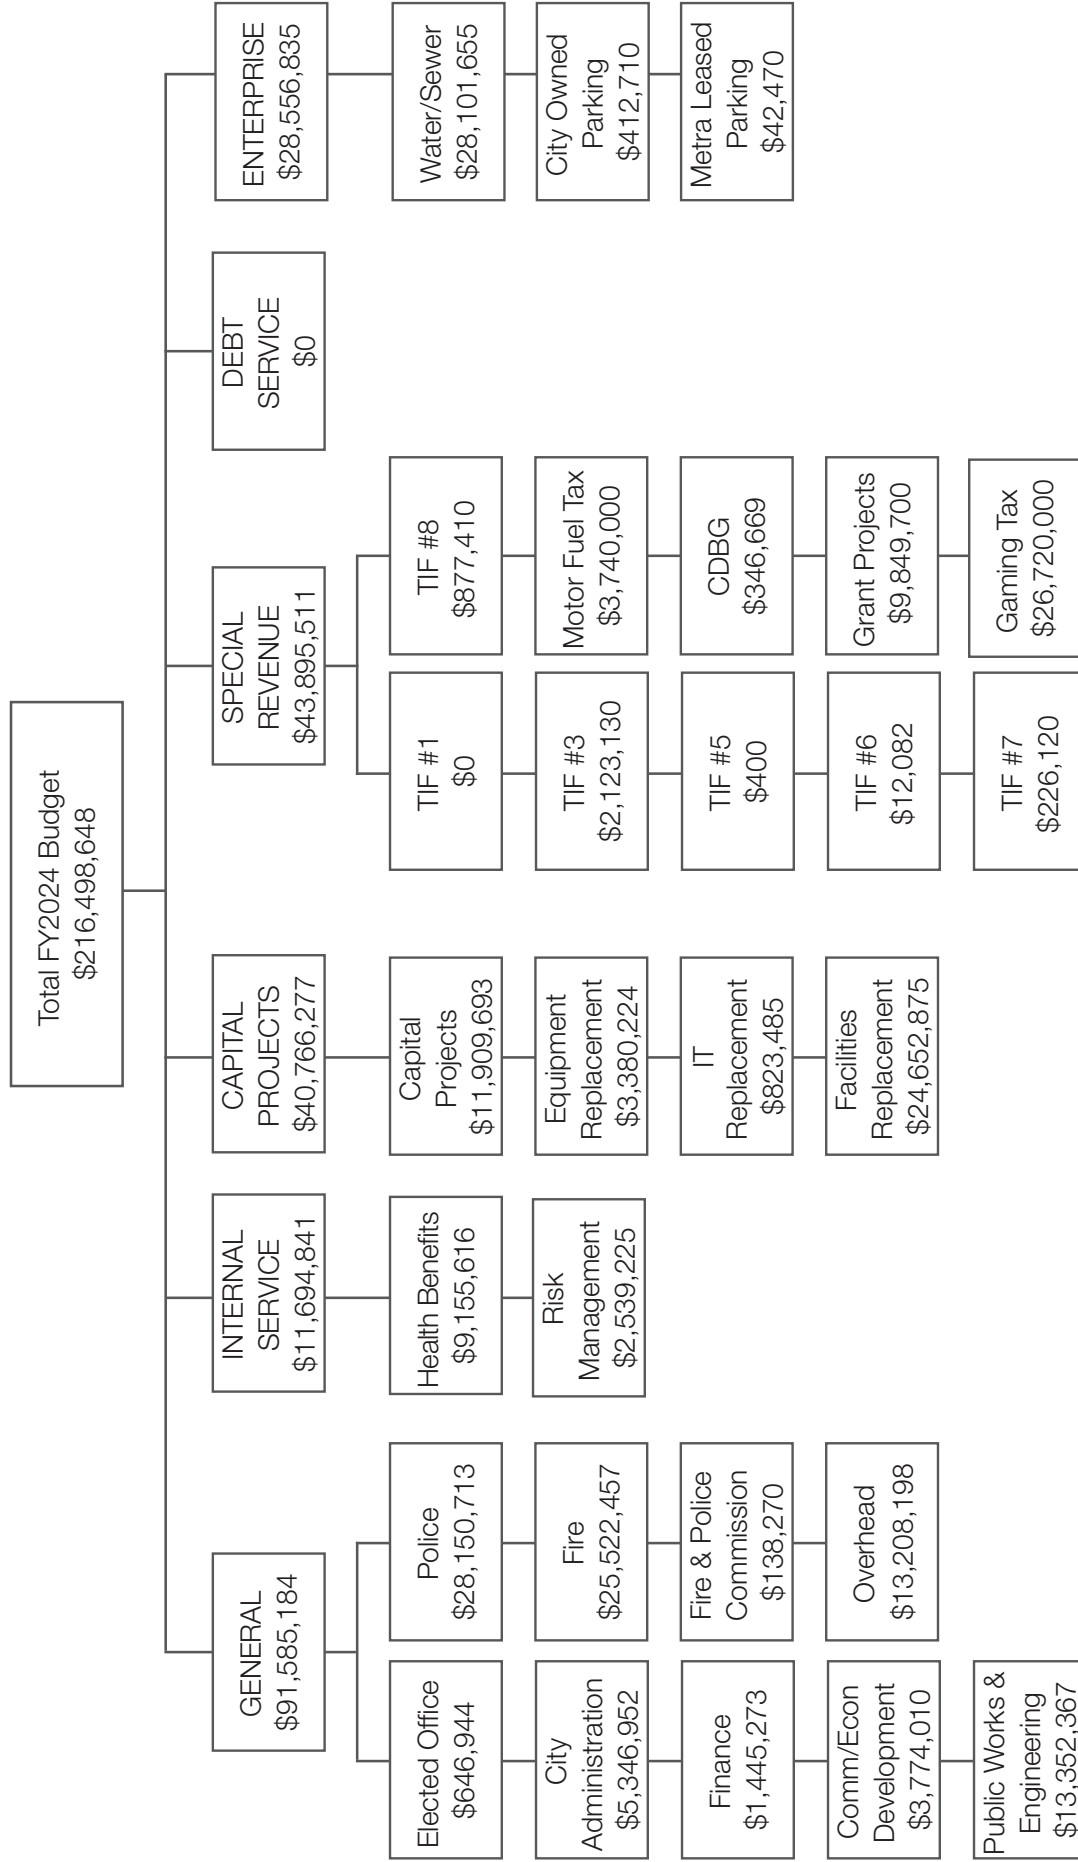 Total FY2024 Budget
$216,498,648
GENERAL
$91,585,184
Elected Office
$646,944
City
Administration
$5,346,952
Finance
$1,445,273
Comm/Econ
Development
$3,774,010
Public Works &
Engineering
$13,352,367
Police
$28,150,713
Fire
$25,522,457
Fire & Police
Commission
$138,270
Overhead
$13,208,198
INTERNAL
SERVICE
$11,694,841
Health Benefits
$9,155,616
Risk
Management
$2,539,225
CAPITAL
PROJECTS
$40,766,277
Capital
Projects
$11,909,693
Equipment
Replacement
$3,380,224
IT
Replacement
$823,485
Facilities
Replacement
$24,652,875
SPECIAL
REVENUE
$43,895,511
TIF #1
$0
TIF #3
$2,123,130
TIF #5
$400
TIF #6
$12,082
TIF #7
$226,120
TIF #8
$877,410
Motor Fuel Tax
$3,740,000
CDBG
$346,669
Grant Projects
$9,849,700
Gaming Tax
$26,720,000
DEBT
SERVICE
$0
ENTERPRISE
$28,556,835
Water/Sewer
$28,101,655
City Owned
Parking
$412,710
Metra Leased
Parking
$42,470